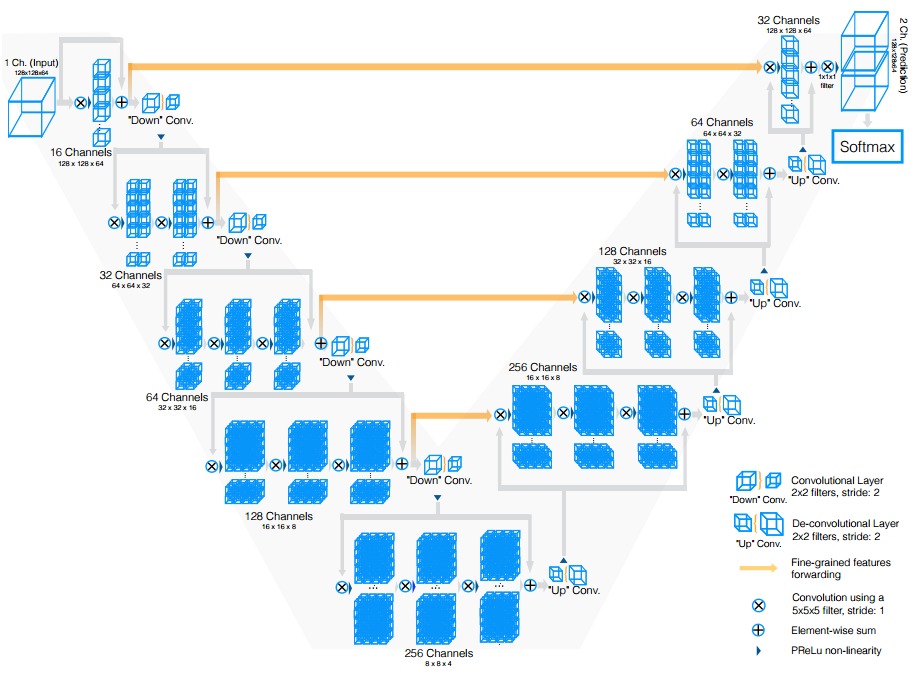 1 Ch. (Input)
128x128x64
"Down" Conv.
16 Channels
128 x 128 x 64
"Down" Conv.
32 Channels
64 x 64 x 32
"Down" Conv.
64 Channels
32 x 32 x 16
"Down" Conv.
128 Channels
16 x 16 x 8
256 Channels
8 x 8 x 4
"Up" Conv.
256 Channels
16 x 16 x 8
"Up" Conv.
128 Channels
32 x 32 x 16
"Up" Conv.
64 Channels
64 x 64 x 32
"Up" Conv.
32 Channels
128 x 128 x 64
1x1x1
filter
2 Ch. (Prediction)
128x128x64
Softmax
"Down" Conv.
Convolutional Layer
2x2 filters, stride: 2
"Up" Conv.
De-convolutional Layer
2x2 filters, stride: 2
Fine-grained features
forwarding
Convolution using a
5x5x5 filter, stride: 1
Element-wise sum
PReLu non-linearity